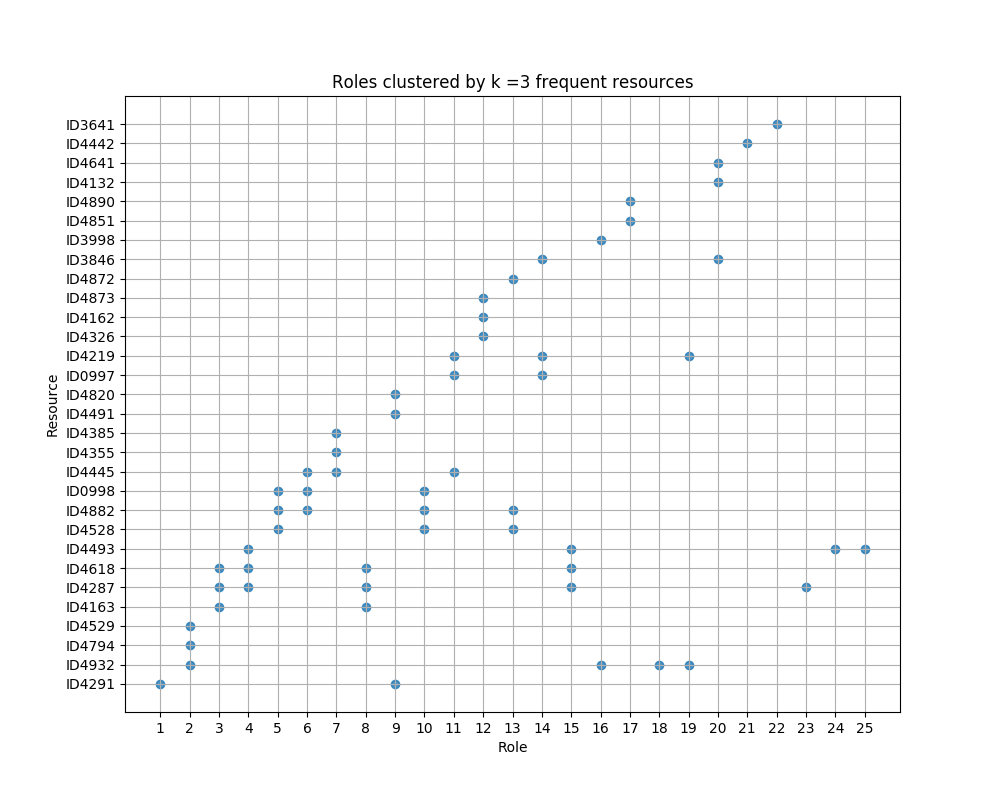 Roles clustered by k =3 frequent resources
ID3641
ID4442
ID4641
ID4132
ID4890
ID4851
ID3998
ID3846
ID4872
ID4873
ID4162
ID4326
ID4219
ID0997
ID4820
ID4491
ID4385
ID4355
ID4445
ID0998
ID4882
ID4528
ID4493
ID4618
ID4287
ID4163
ID4529
ID4794
ID4932
ID4291
Resource
1 2 3 4 5 6 7 8 9 10 11 12 13 14 15 16 17 18 19 20 21 22 23 24 25
Role